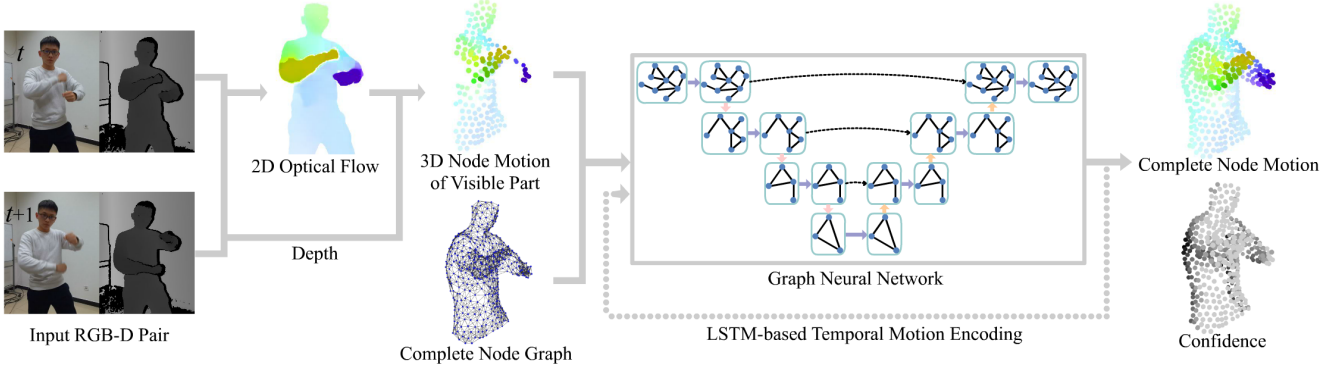 t
t+1
Input RGB-D Pair
2D Optical Flow
Depth
3D Node Motion
of Visible Part
Complete Node Graph
Graph Neural Network
LSTM-based Temporal Motion Encoding
Complete Node Motion
Confidence